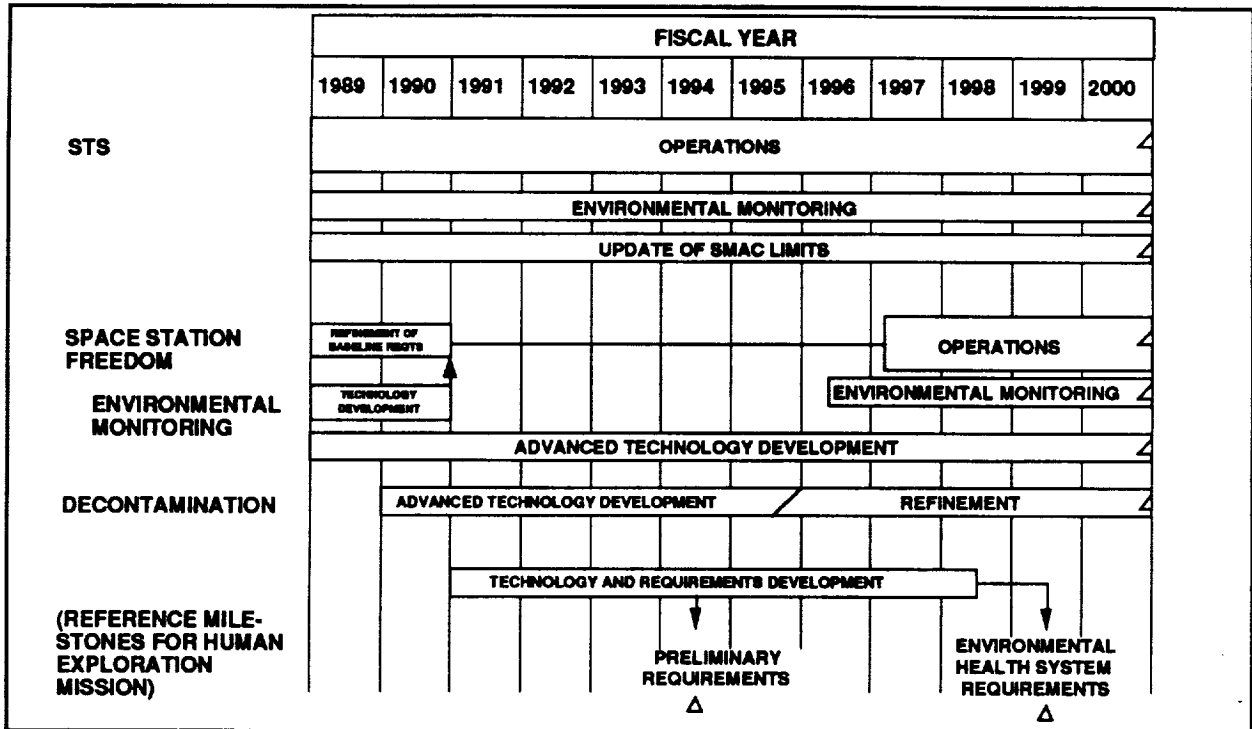 FISCAL YEAR
1989 1990 1991 1992 1993 1994 1995 1996 1997 1998 1999 2000
STS
OPERATIONS
ENVIRONMENTAL MONITORING
UPDATE OF SMAC LIMITS
SPACE STATION
FREEDOM
REFINEMENT OF
BASELINE REQTS
OPERATIONS
ENVIRONMENTAL
MONITORING
TECHNOLOGY
DEVELOPMENT
ENVIRONMENTAL MONITORING
ADVANCED TECHNOLOGY DEVELOPMENT
DECONTAMINATION
ADVANCED TECHNOLOGY DEVELOPMENT
REFINEMENT
TECHNOLOGY AND REQUIREMENTS DEVELOPMENT
(REFERENCE MILE-
STONES FOR HUMAN
EXPLORATION
MISSION)
PRELIMINARY
REQUIREMENTS
ENVIRONMENTAL
HEALTH SYSTEM
REQUIREMENTS